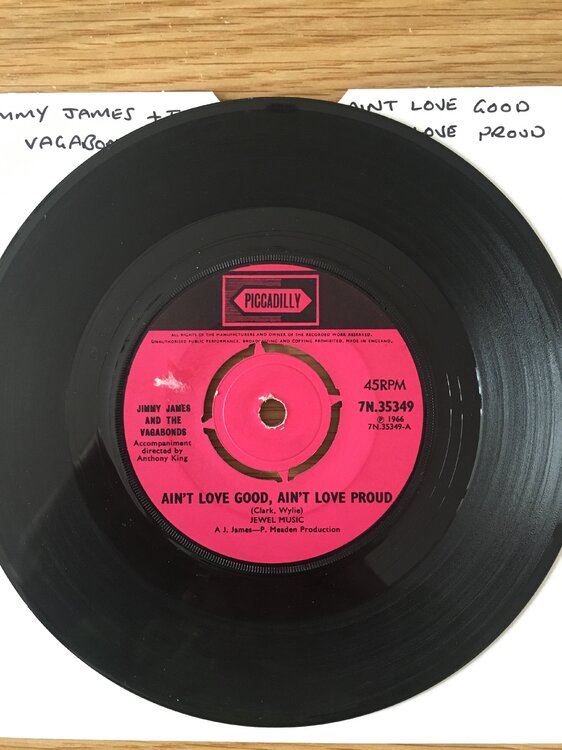 MMY JAMES + T
AINT LOVE GOOD
VAGABO
LOVE PROUD
PICCADILLY
ALL RIGHTS OF THE MANUFACTURERS AND OWNER OF THE RECORDED WORK RESERVED.
UNAUTHORISED PUBLIC PERFORMANCE, BROADCASTING AND COPYING PROHIBITED. MADE IN ENGLAND.
45RPM
JIMMY JAMES
AND THE
VAGABONDS
Accompaniment
directed by
Anthony King
7N.35349
℗ 1966
7N.35349-A
AIN'T LOVE GOOD, AIN'T LOVE PROUD
(Clark, Wylie)
JEWEL MUSIC
A J. James—P. Meaden Production